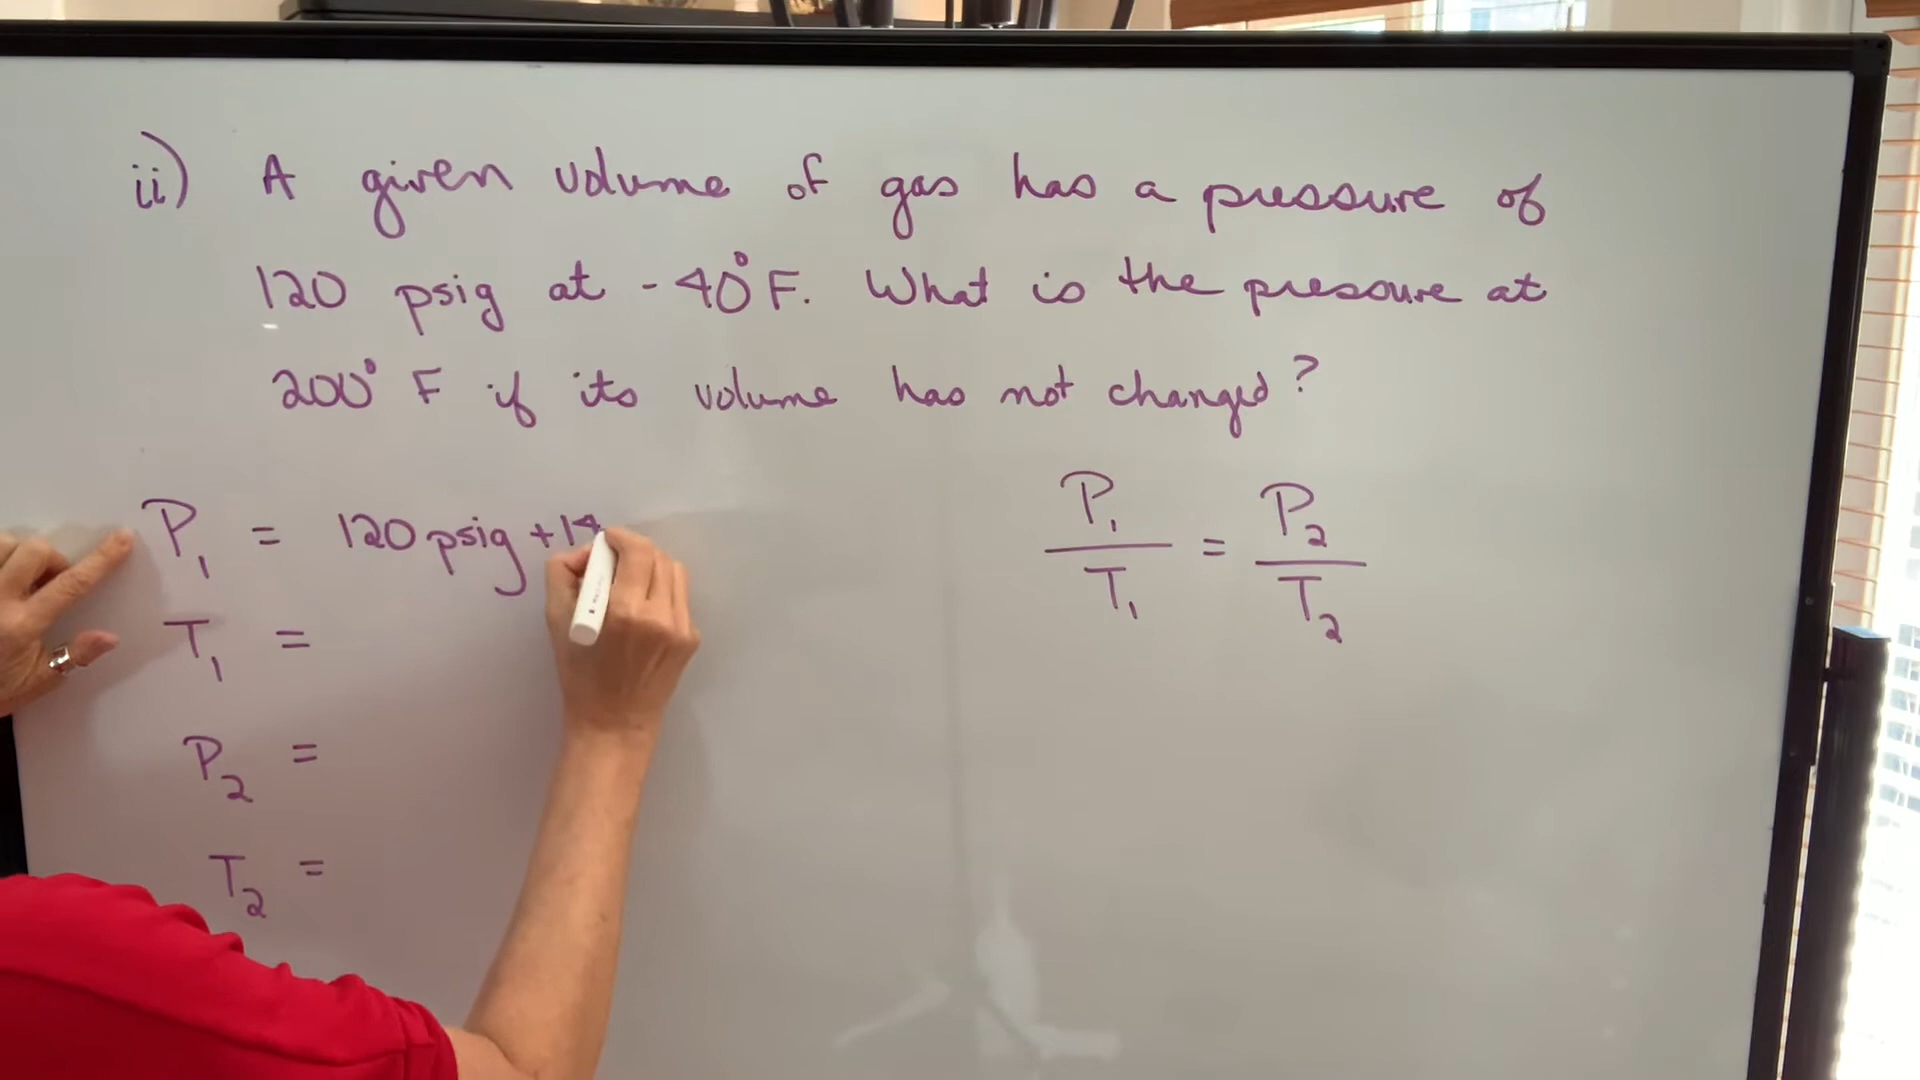 ii) A given volume of gas has a pressure of
120 psig at -40°F. What is the pressure at
200° F if its volume has not changed?
P₁ = 120 psig + 14
T₁ =
P₂ =
T₂ =
P₁/T₁ = P₂/T₂